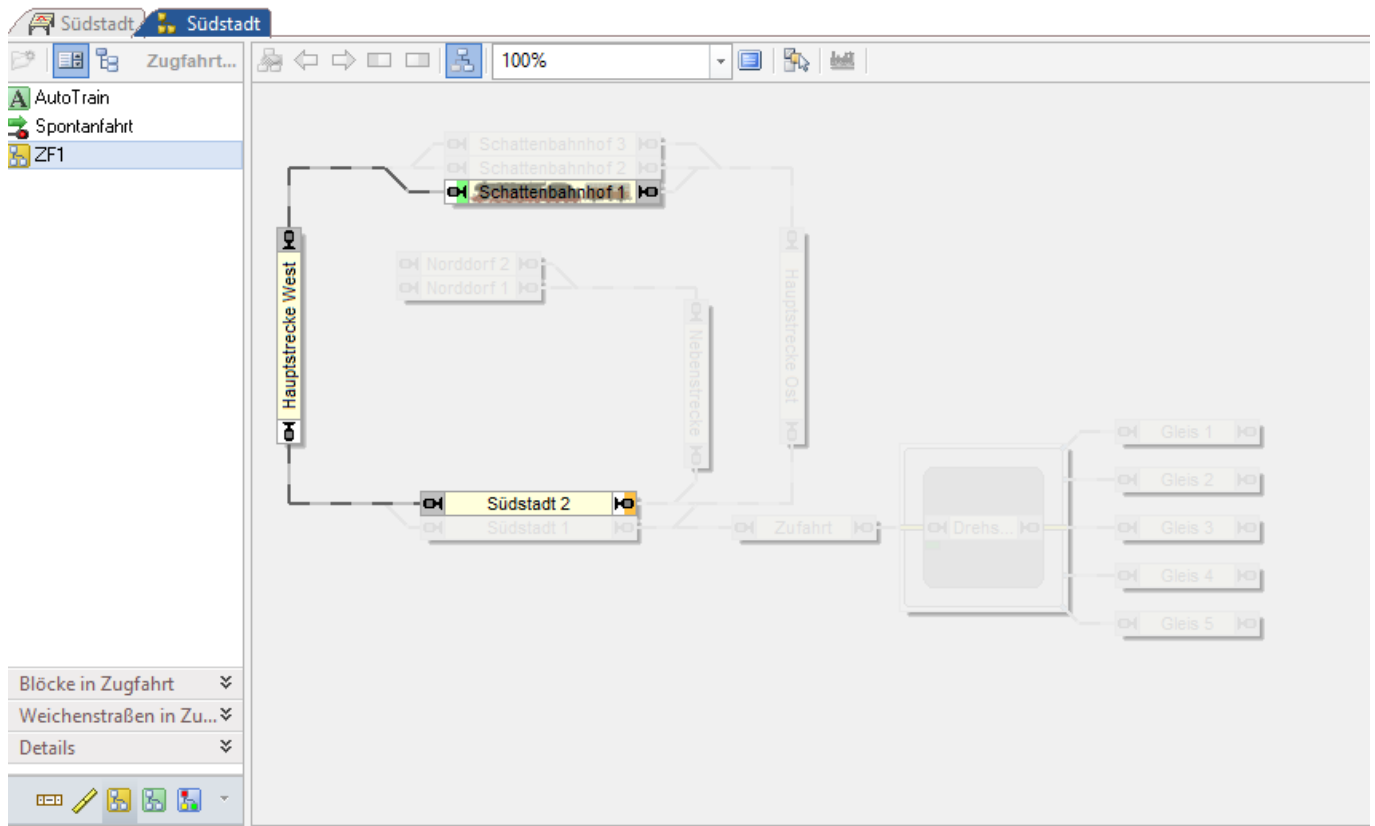 Südstadt Südstadt
Zugfahrt... 100%
AutoTrain
Spontanfahrt
ZF1
Schattenbahnhof 3
Schattenbahnhof 2
Schattenbahnhof 1
Hauptstrecke West
Norddorf 2
Norddorf 1
Nebenstrecke
Hauptstrecke Ost
Südstadt 2
Südstadt 1
Zufahrt
Drehs...
Gleis 1
Gleis 2
Gleis 3
Gleis 4
Gleis 5
Blöcke in Zugfahrt
Weichenstraßen in Zu...
Details